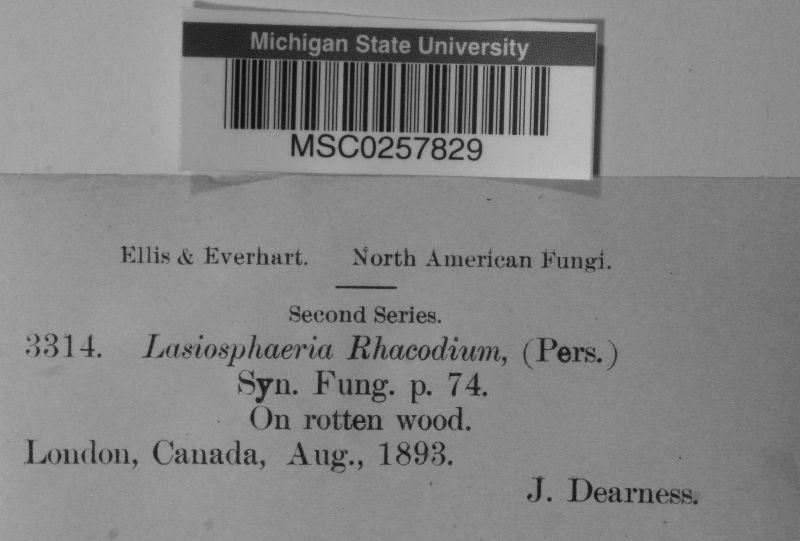 Michigan State University
MSC0257829
Ellis & Everhart. North American Fungi.
Second Series.
3314. Lasiosphaeria Rhacodium, (Pers.)
Syn. Fung. p. 74.
On rotten wood.
London, Canada, Aug., 1893.
J. Dearness.